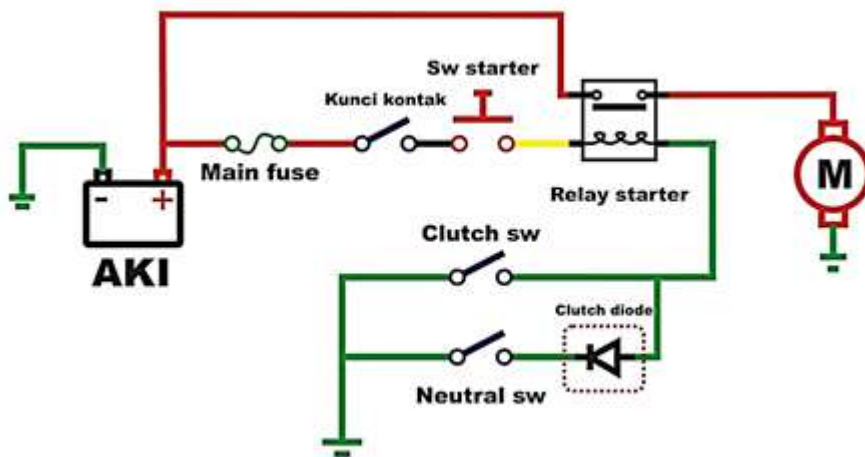 Sw starter
Kunci kontak
Main fuse
- +
AKI
Relay starter
M
Clutch sw
Clutch diode
Neutral sw